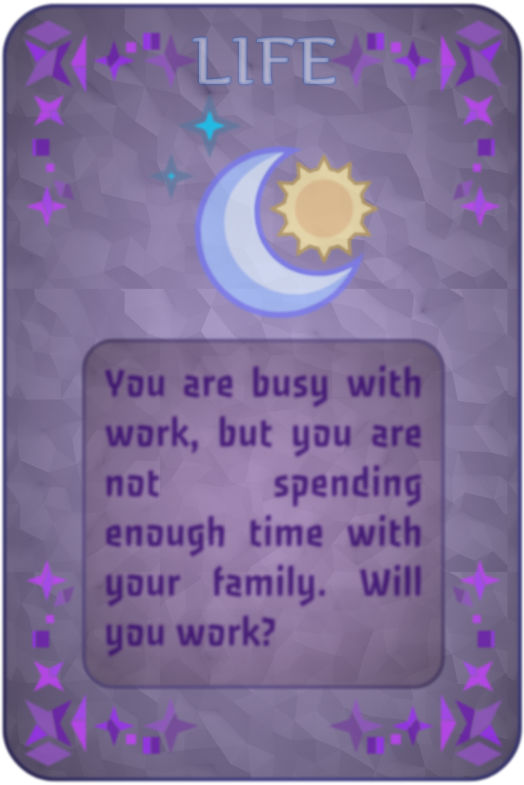 LIFE
You are busy with
work, but you are
not spending
enough time with
your family. Will
you work?